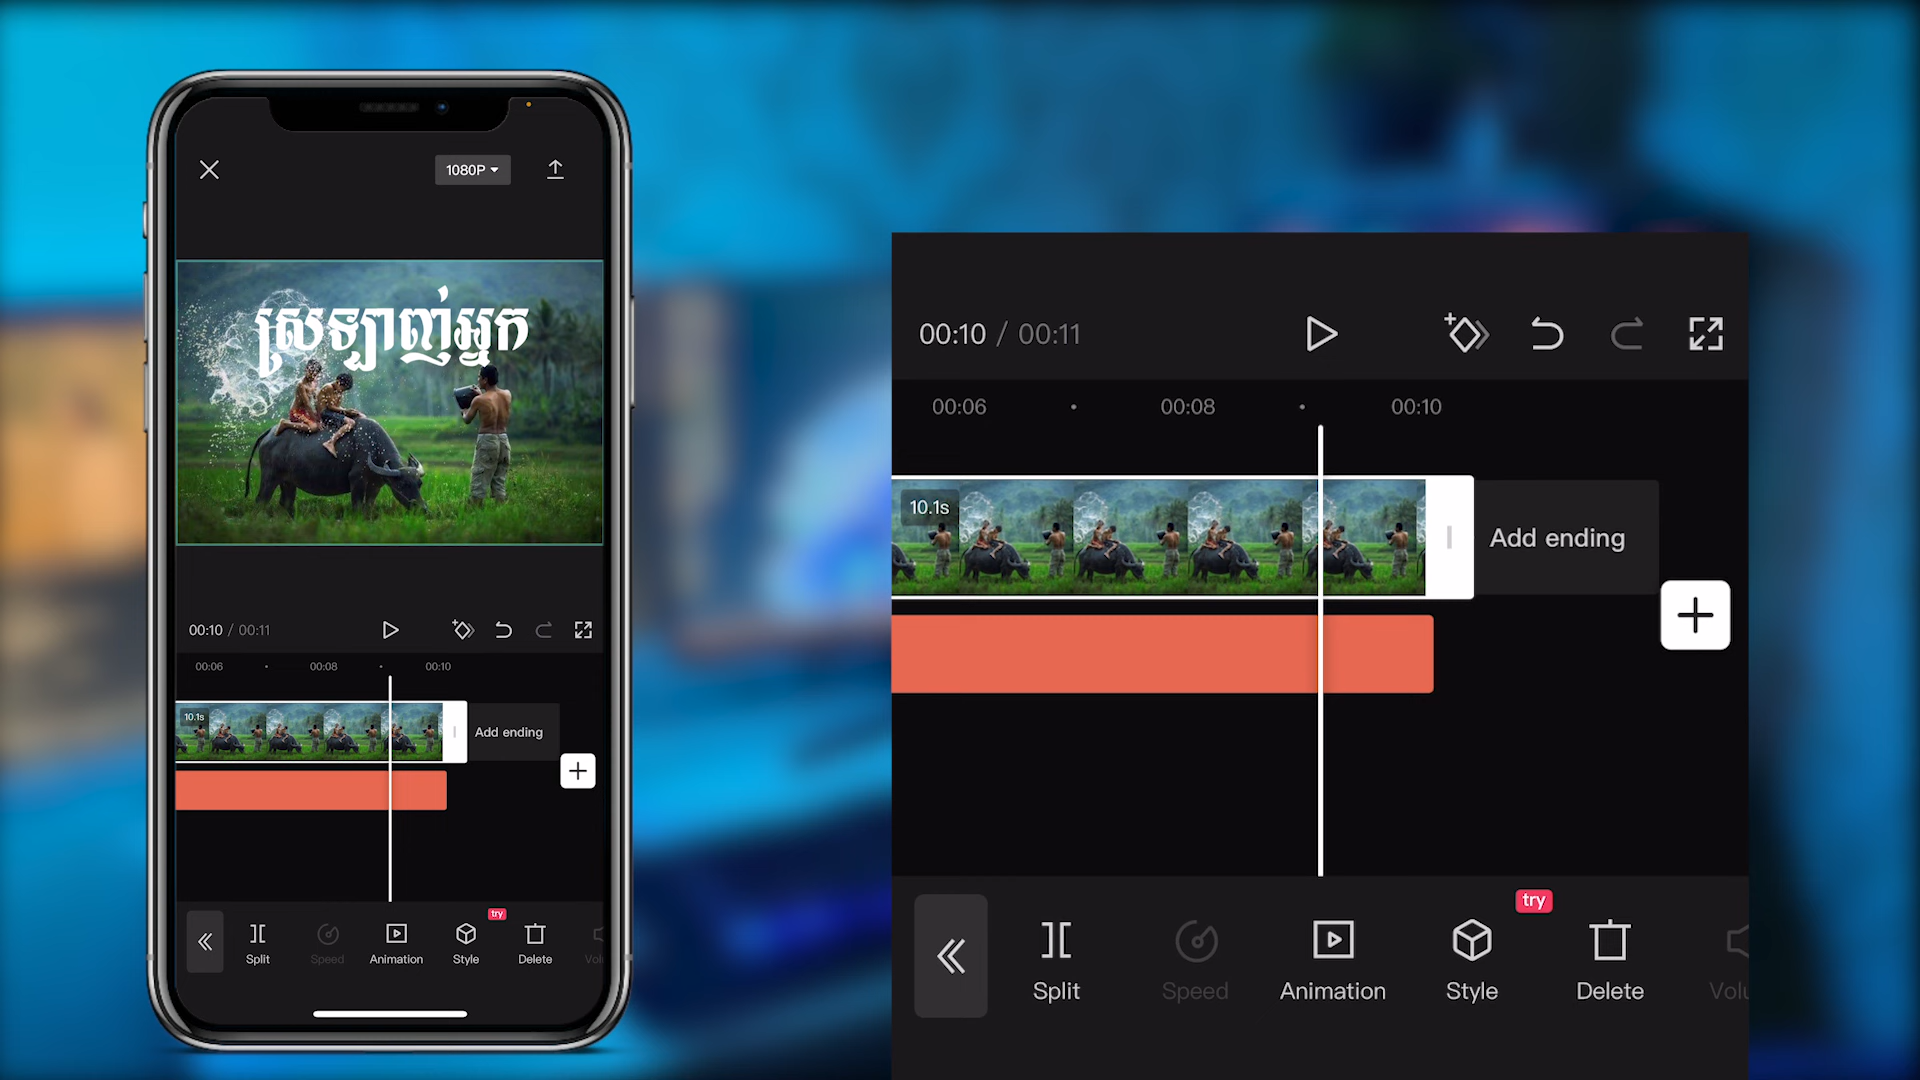 1080P
ស្រឡាញ់អ្នក
00:10 / 00:11
00:06 00:08 00:10
10.1s
Add ending
try
Split Speed Animation Style Delete Volu
00:10 / 00:11
00:06 00:08 00:10
10.1s
Add ending
try
Split Speed Animation Style Delete Volu